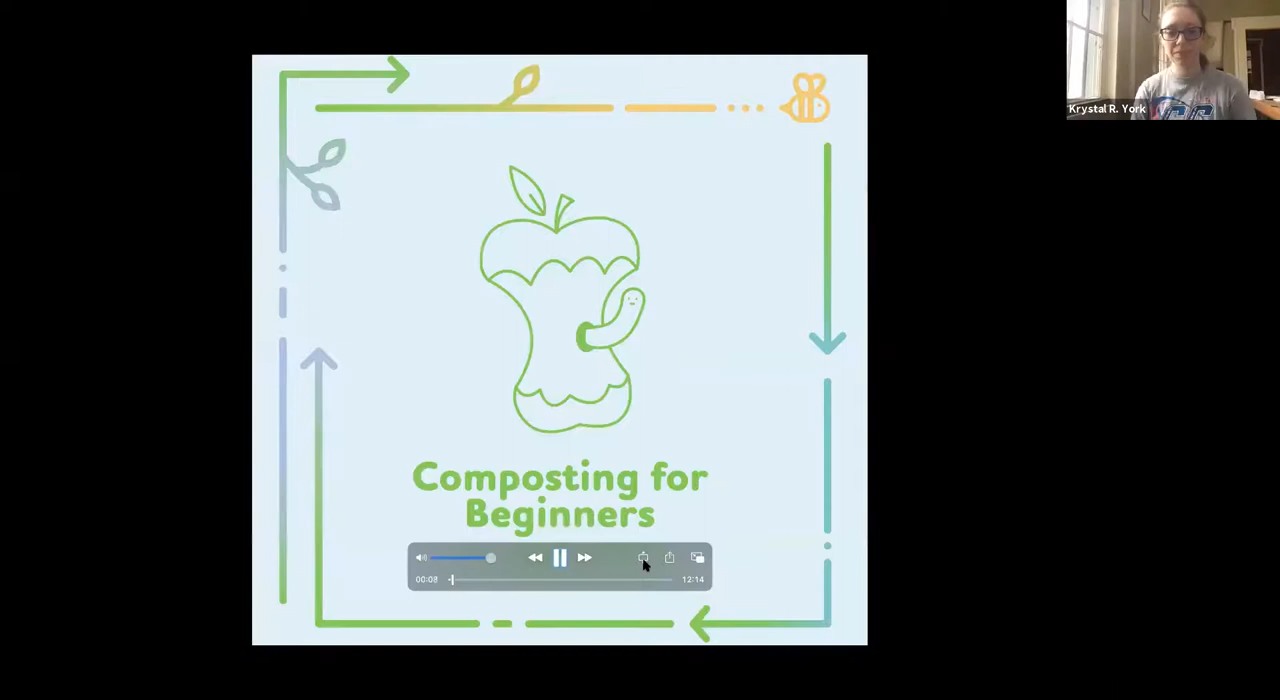 Krystal R. York
Composting for
Beginners
00:08
12:14